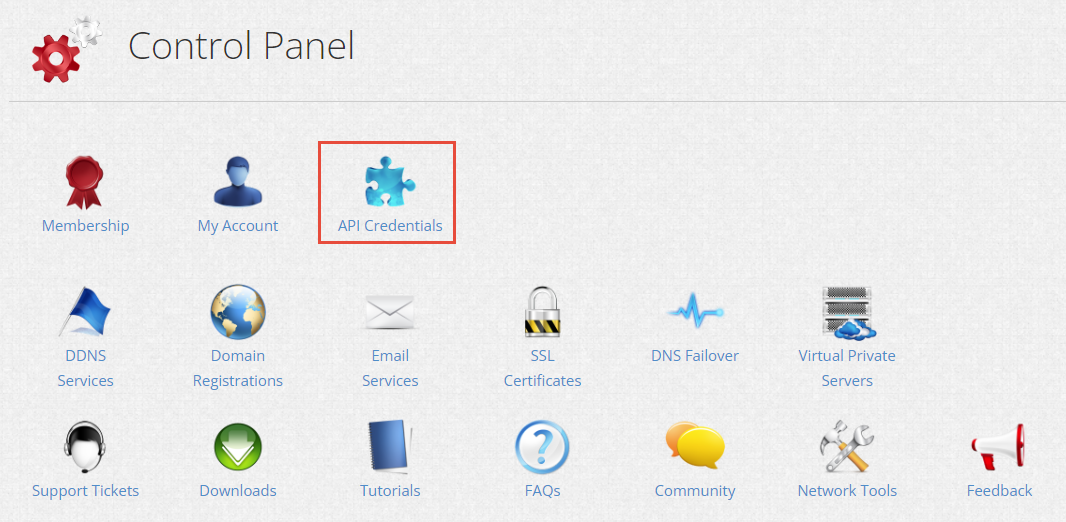 Control Panel
Membership
My Account
API Credentials
DDNS
Services
Domain
Registrations
Email
Services
SSL
Certificates
DNS Failover
Virtual Private
Servers
Support Tickets
Downloads
Tutorials
FAQs
Community
Network Tools
Feedback